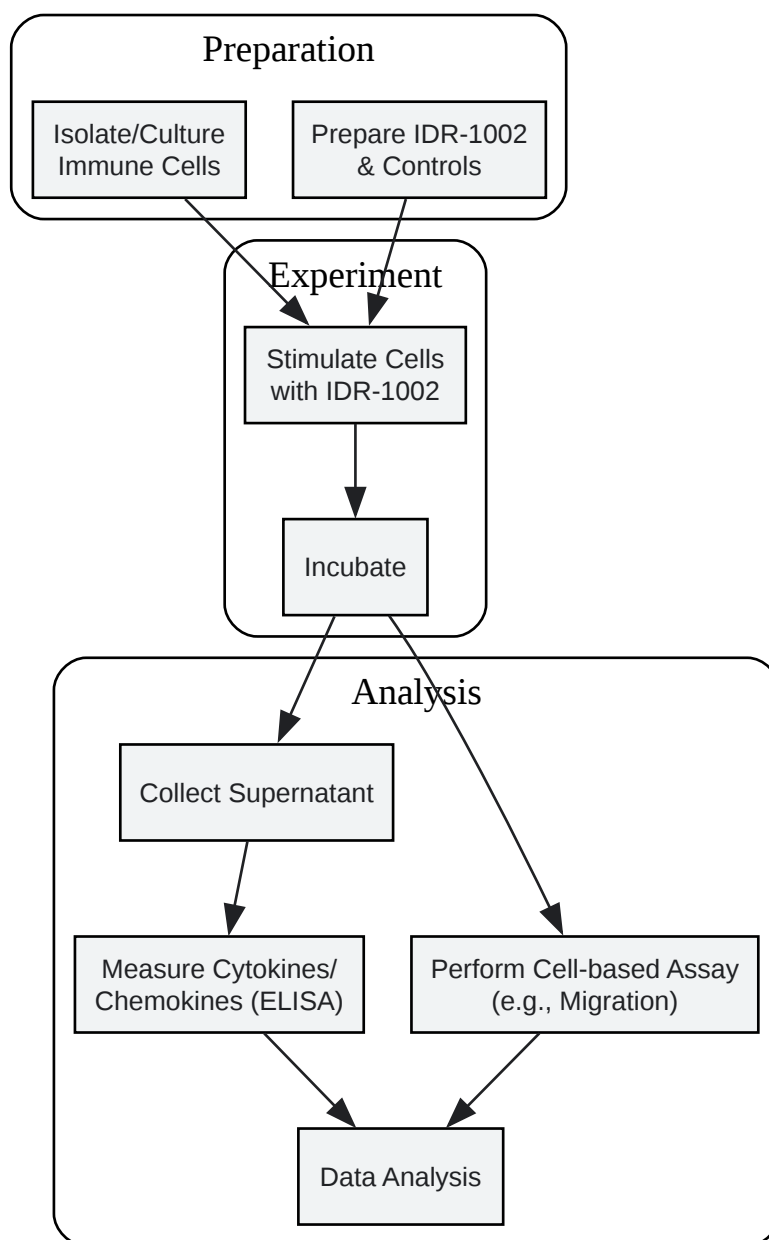 Preparation
Isolate/Culture
Immune Cells
Prepare IDR-1002
& Controls
Experiment
Stimulate Cells
with IDR-1002
Incubate
Analysis
Collect Supernatant
Measure Cytokines/
Chemokines (ELISA)
Perform Cell-based Assay
(e.g., Migration)
Data Analysis